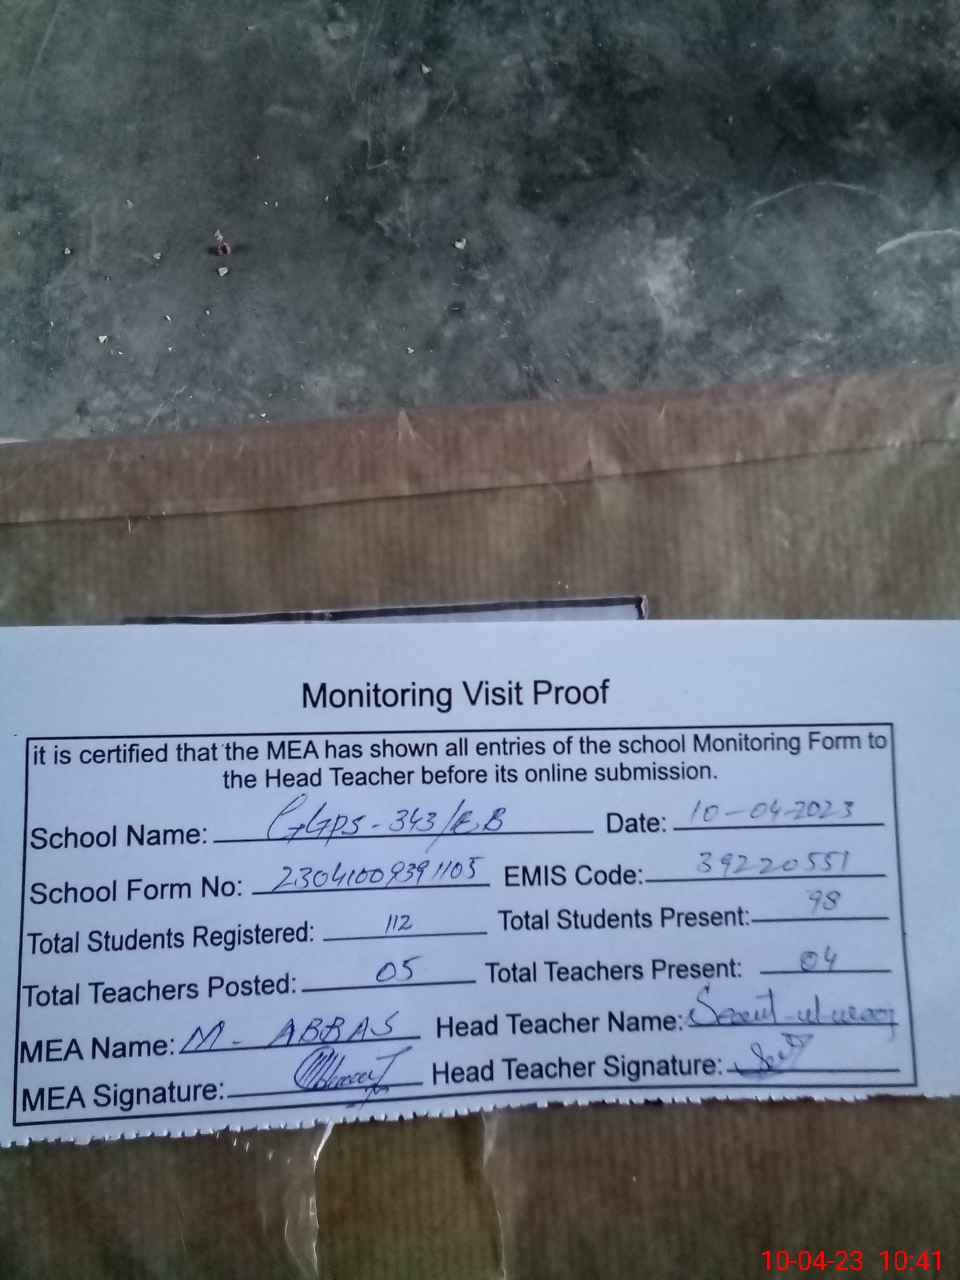 Monitoring Visit Proof
it is certified that the MEA has shown all entries of the school Monitoring Form to
the Head Teacher before its online submission.
School Name: GGPS-343/EB Date: 10-04-2023
School Form No: 23041009391105 EMIS Code: 39220551
Total Students Registered: 112 Total Students Present: 98
Total Teachers Posted: 05 Total Teachers Present: 04
MEA Name: M. ABBAS Head Teacher Name:
MEA Signature: Head Teacher Signature:
10-04-23 10:41